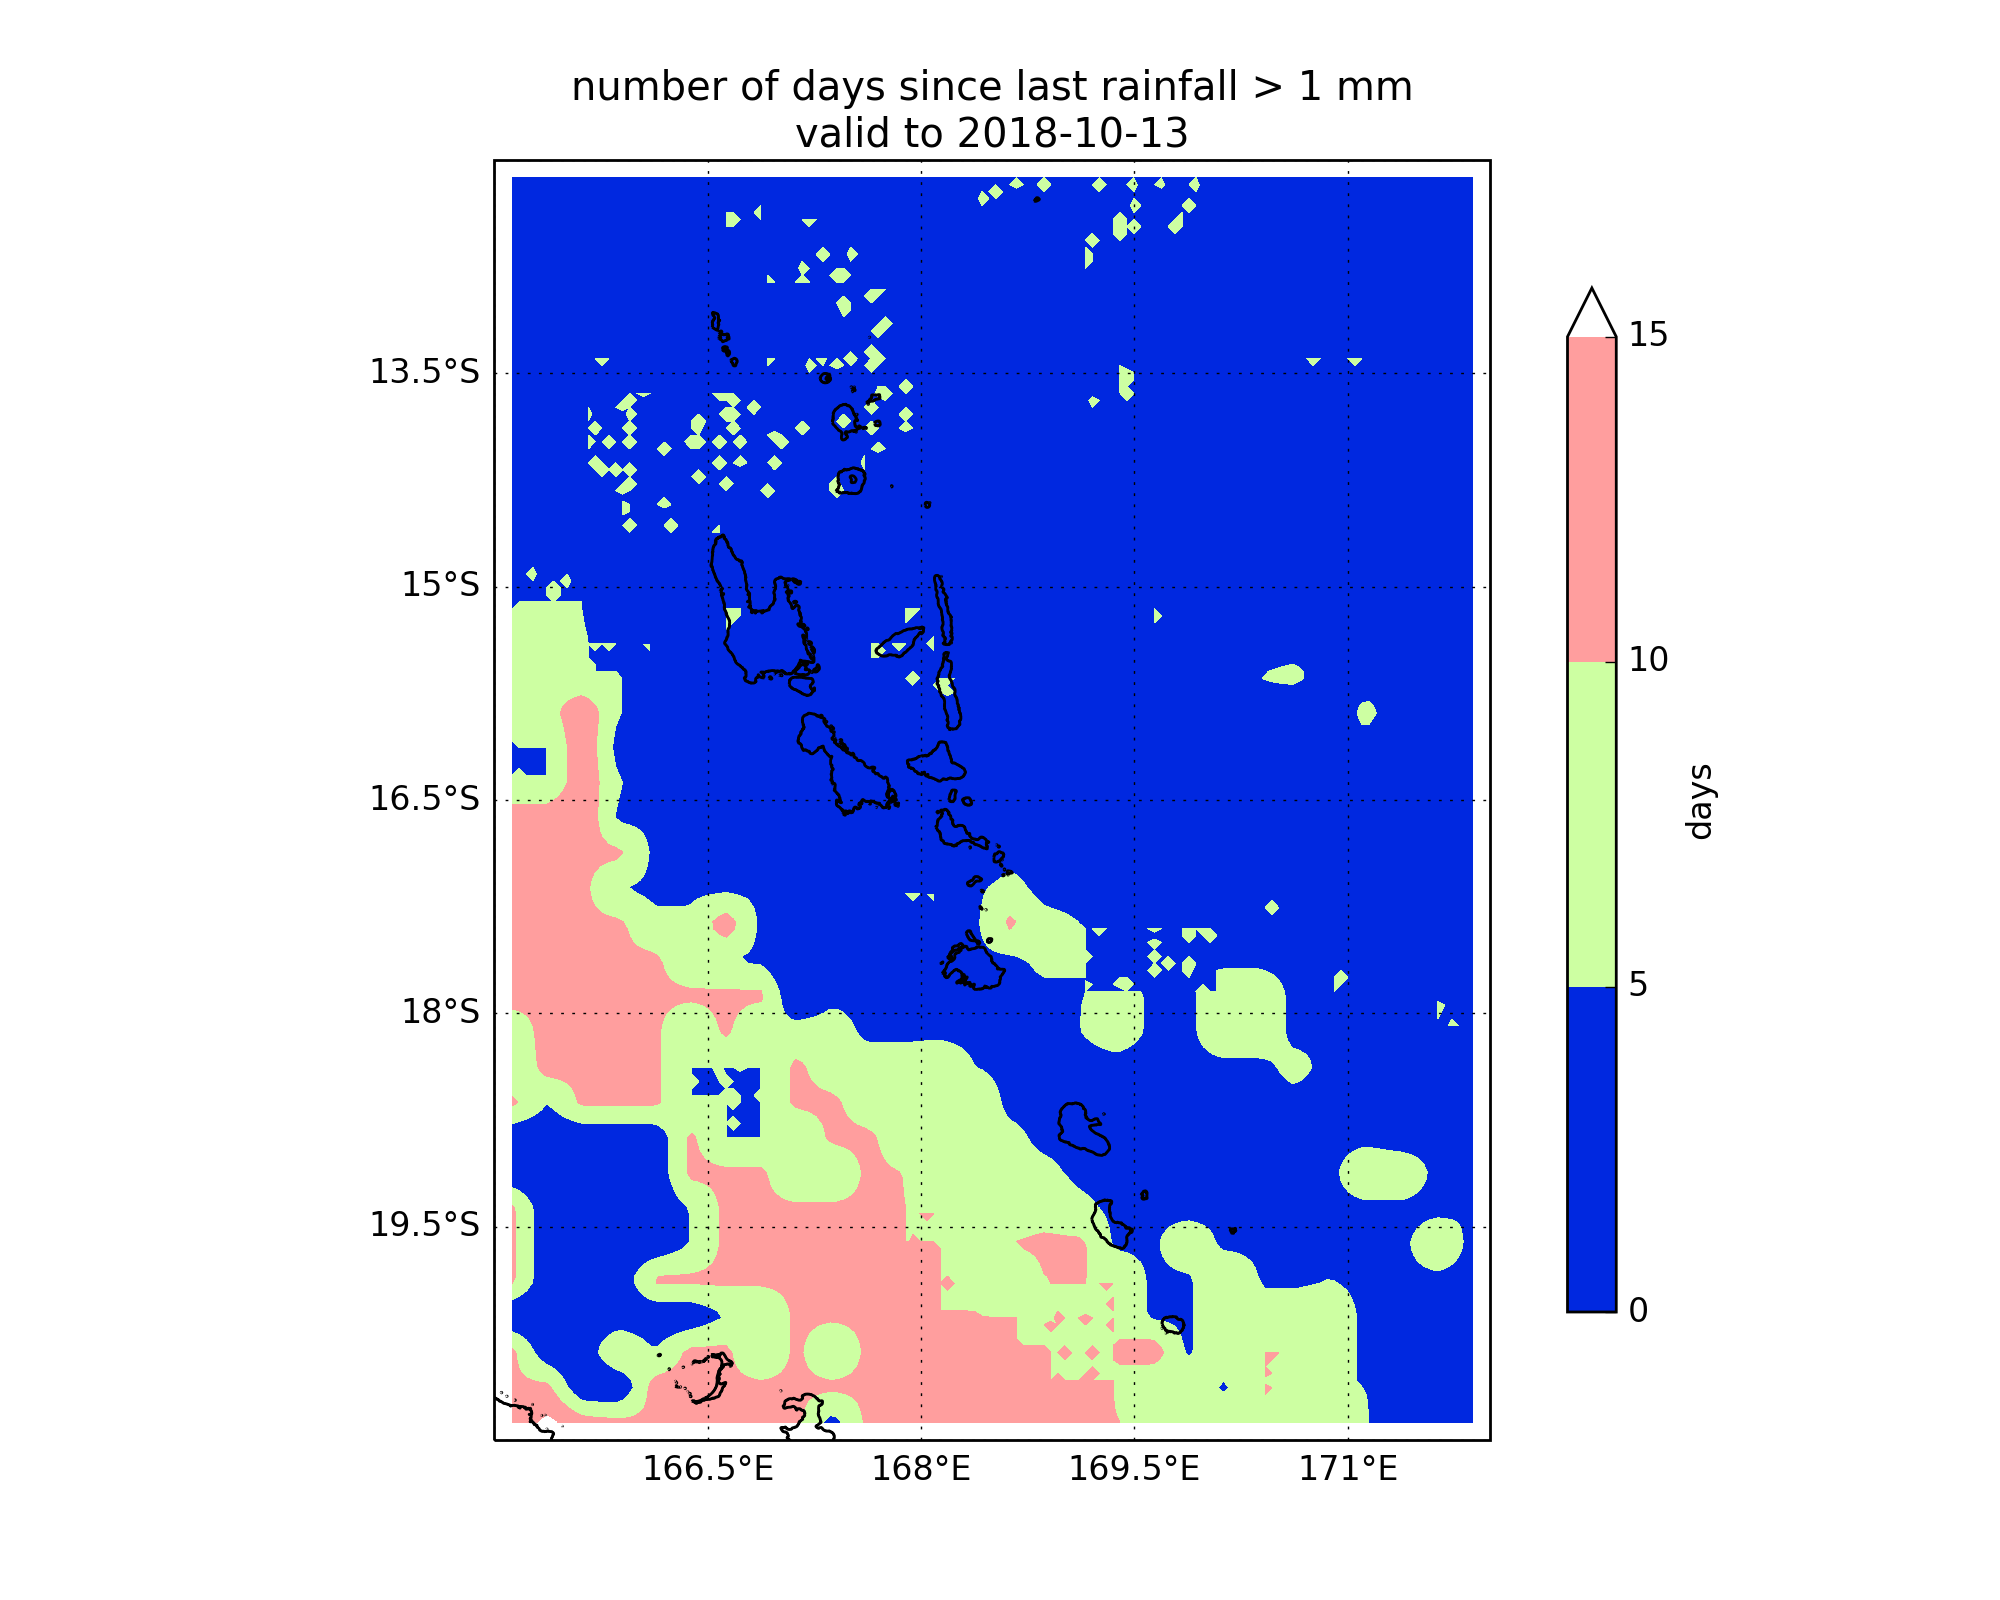 number of days since last rainfall > 1 mm
valid to 2018-10-13
15
13.5°S
10
15°S
days
16.5°S
5
18°S
19.5°S
0
166.5°E 168°E 169.5°E 171°E